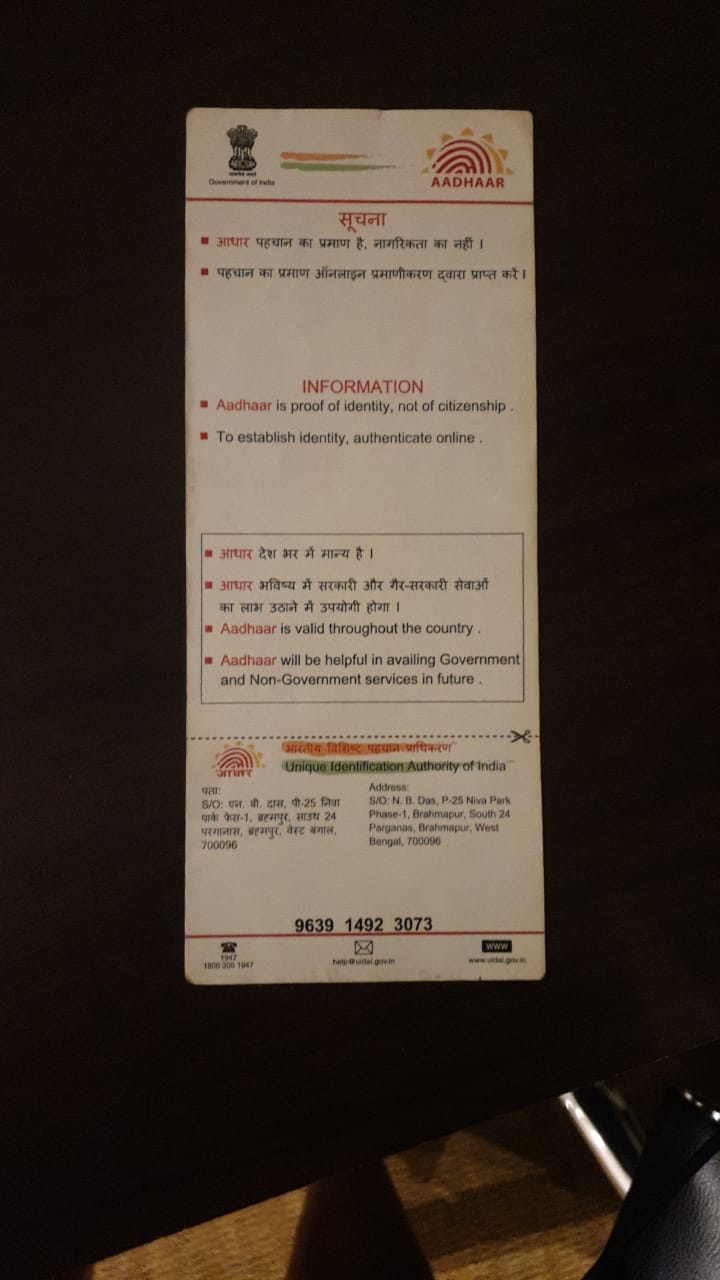 सत्यमेव जयते
Government of India
AADHAAR
सूचना
आधार पहचान का प्रमाण है, नागरिकता का नहीं ।
पहचान का प्रमाण ऑनलाइन प्रमाणीकरण द्वारा प्राप्त करें ।
INFORMATION
Aadhaar is proof of identity, not of citizenship .
To establish identity, authenticate online .
आधार देश भर में मान्य है ।
आधार भविष्य में सरकारी और गैर-सरकारी सेवाओं
का लाभ उठाने में उपयोगी होगा ।
Aadhaar is valid throughout the country .
Aadhaar will be helpful in availing Government
and Non-Government services in future .
भारतीय विशिष्ट पहचान प्राधिकरण
Unique Identification Authority of India
आधार
पता:
S/O: एन. बी. दास, पी-25 निवा
पार्क फेस-1, ब्रहमपुर, साउथ 24
परगानास, ब्रहमपुर, वेस्ट बंगाल,
700096
Address:
S/O: N. B. Das, P-25 Niva Park
Phase-1, Brahmapur, South 24
Parganas, Brahmapur, West
Bengal, 700096
9639 1492 3073
1947
1800 300 1947
help@uidai.gov.in
WWW
www.uidai.gov.in